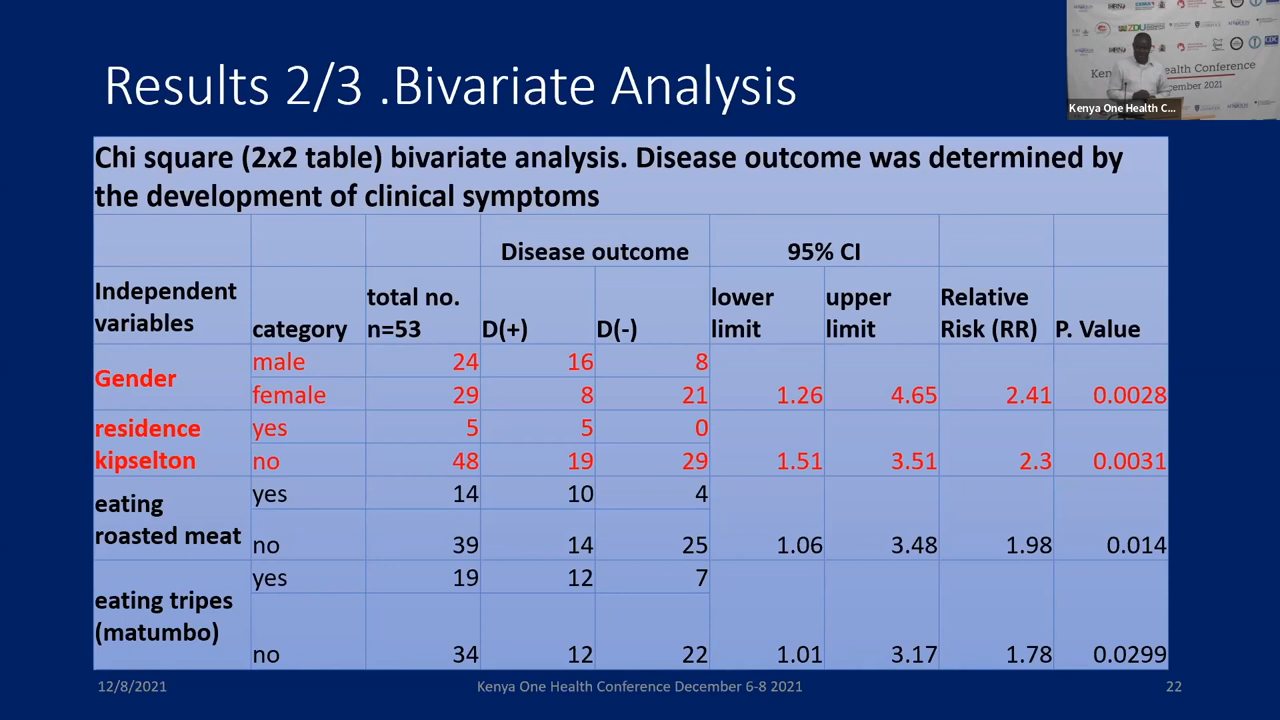 Results 2/3 .Bivariate Analysis
Chi square (2x2 table) bivariate analysis. Disease outcome was determined by
the development of clinical symptoms
Disease outcome 95% CI
Independent variables category total no. n=53 D(+) D(-) lower limit upper limit Relative Risk (RR) P. Value
Gender male 24 16 8
female 29 8 21 1.26 4.65 2.41 0.0028
residence kipselton yes 5 5 0
no 48 19 29 1.51 3.51 2.3 0.0031
eating roasted meat yes 14 10 4
no 39 14 25 1.06 3.48 1.98 0.014
eating tripes (matumbo) yes 19 12 7
no 34 12 22 1.01 3.17 1.78 0.0299
12/8/2021 Kenya One Health Conference December 6-8 2021 22
ZDU
CDC
Health Conference
2021
Kenya One Health C...